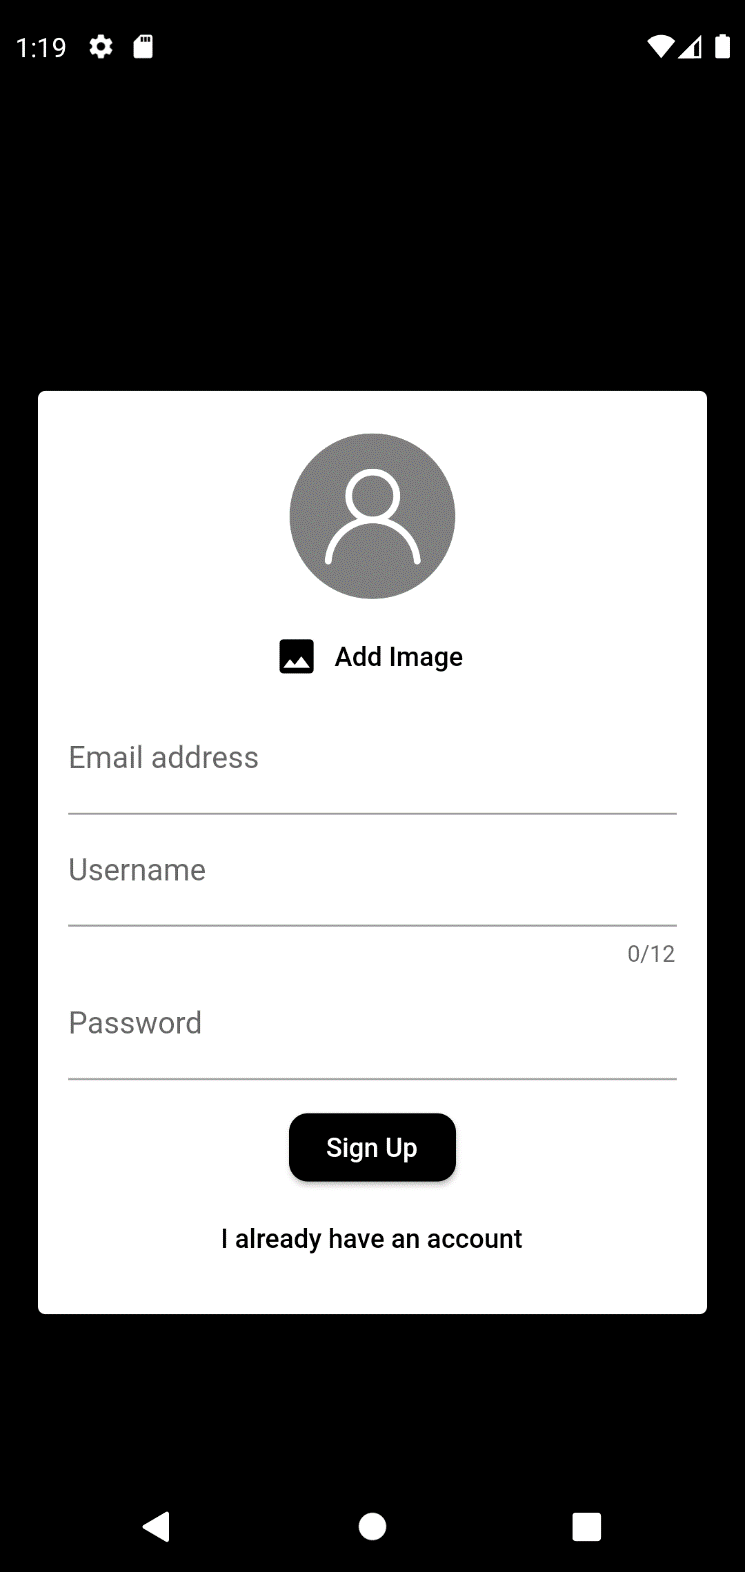 1:19
Add Image
Email address
Username
0/12
Password
Sign Up
I already have an account